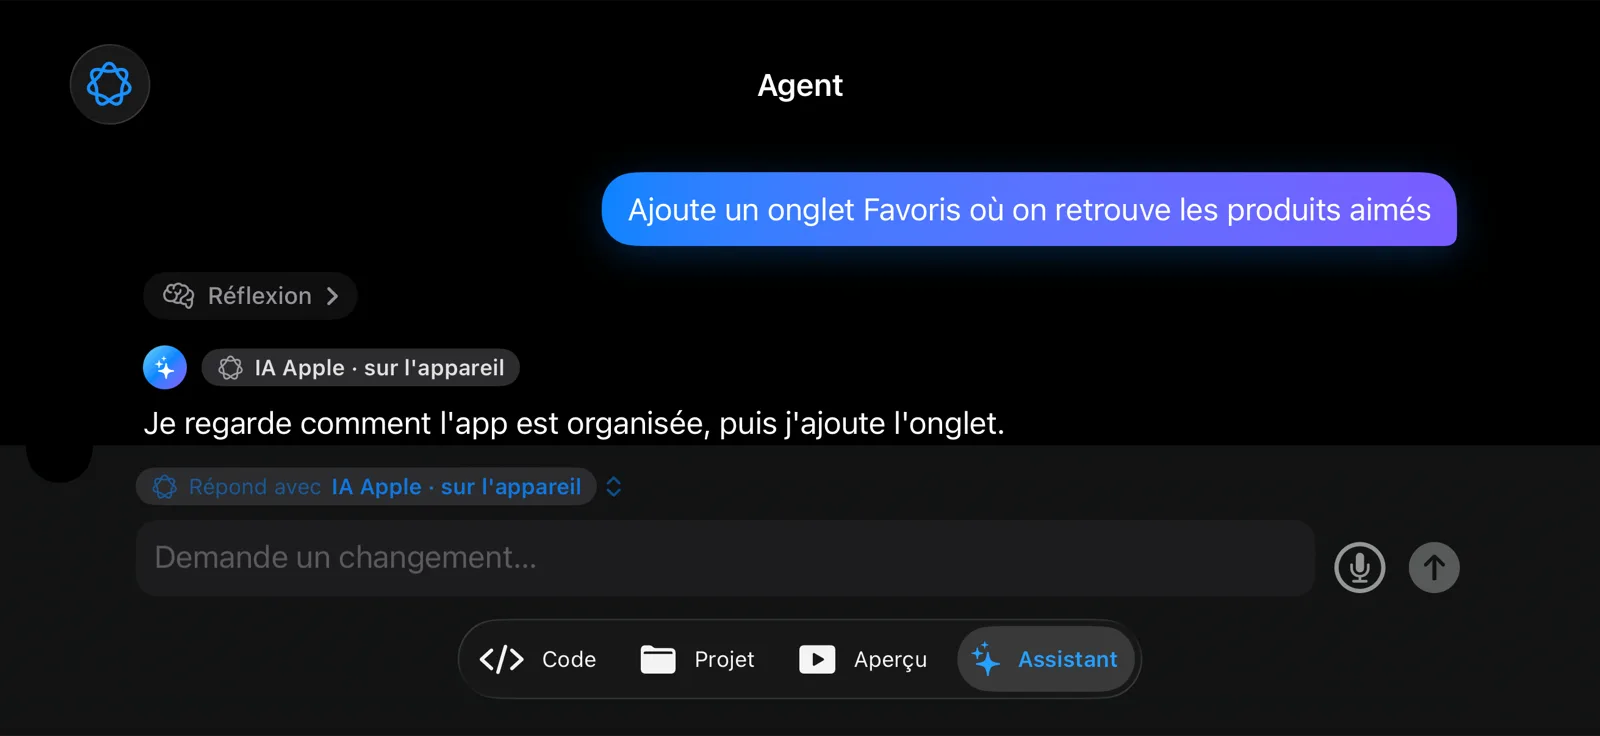 Agent
Ajoute un onglet Favoris où on retrouve les produits aimés
Réflexion
IA Apple · sur l'appareil
Je regarde comment l'app est organisée, puis j'ajoute l'onglet.
Répond avec IA Apple · sur l'appareil
Demande un changement...
Code Projet Aperçu Assistant